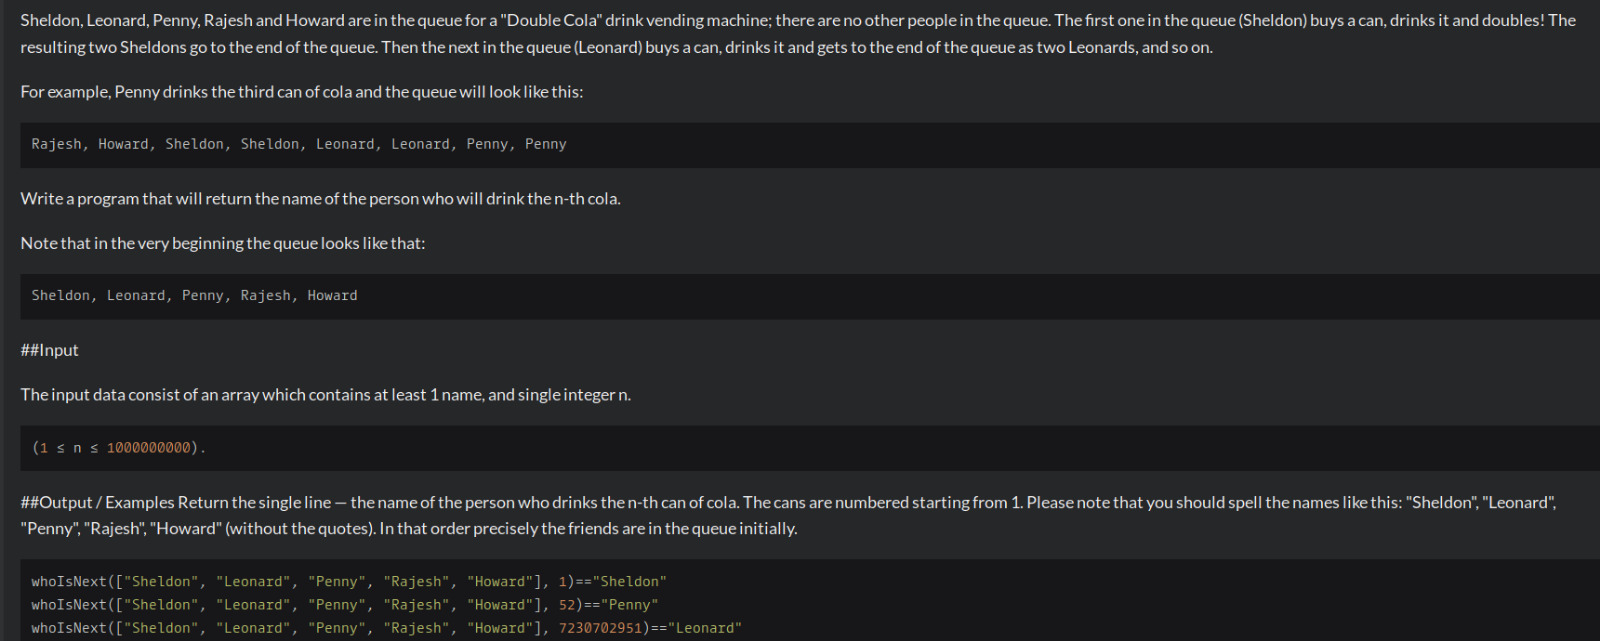 Sheldon, Leonard, Penny, Rajesh and Howard are in the queue for a "Double Cola" drink vending machine; there are no other people in the queue. The first one in the queue (Sheldon) buys a can, drinks it and doubles! The
resulting two Sheldons go to the end of the queue. Then the next in the queue (Leonard) buys a can, drinks it and gets to the end of the queue as two Leonards, and so on.
For example, Penny drinks the third can of cola and the queue will look like this:
Rajesh, Howard, Sheldon, Sheldon, Leonard, Leonard, Penny, Penny
Write a program that will return the name of the person who will drink the n-th cola.
Note that in the very beginning the queue looks like that:
Sheldon, Leonard, Penny, Rajesh, Howard
##Input
The input data consist of an array which contains at least 1 name, and single integer n.
(1 ≤ n ≤ 1000000000).
##Output / Examples Return the single line — the name of the person who drinks the n-th can of cola. The cans are numbered starting from 1. Please note that you should spell the names like this: "Sheldon", "Leonard",
"Penny", "Rajesh", "Howard" (without the quotes). In that order precisely the friends are in the queue initially.
whoIsNext(["Sheldon", "Leonard", "Penny", "Rajesh", "Howard"], 1)=="Sheldon"
whoIsNext(["Sheldon", "Leonard", "Penny", "Rajesh", "Howard"], 52)=="Penny"
whoIsNext(["Sheldon", "Leonard", "Penny", "Rajesh", "Howard"], 7230702951)=="Leonard"